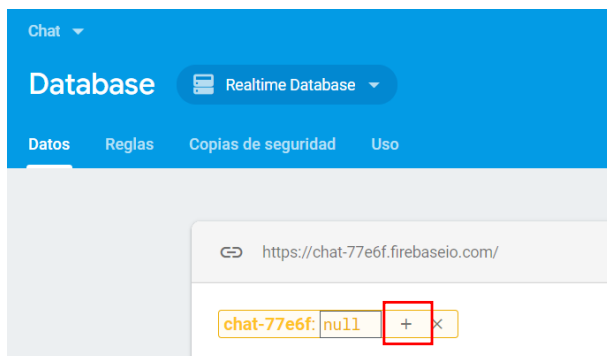 Chat
Database Realtime Database
Datos Reglas Copias de seguridad Uso
https://chat-77e6f.firebaseio.com/
chat-77e6f: null + ×